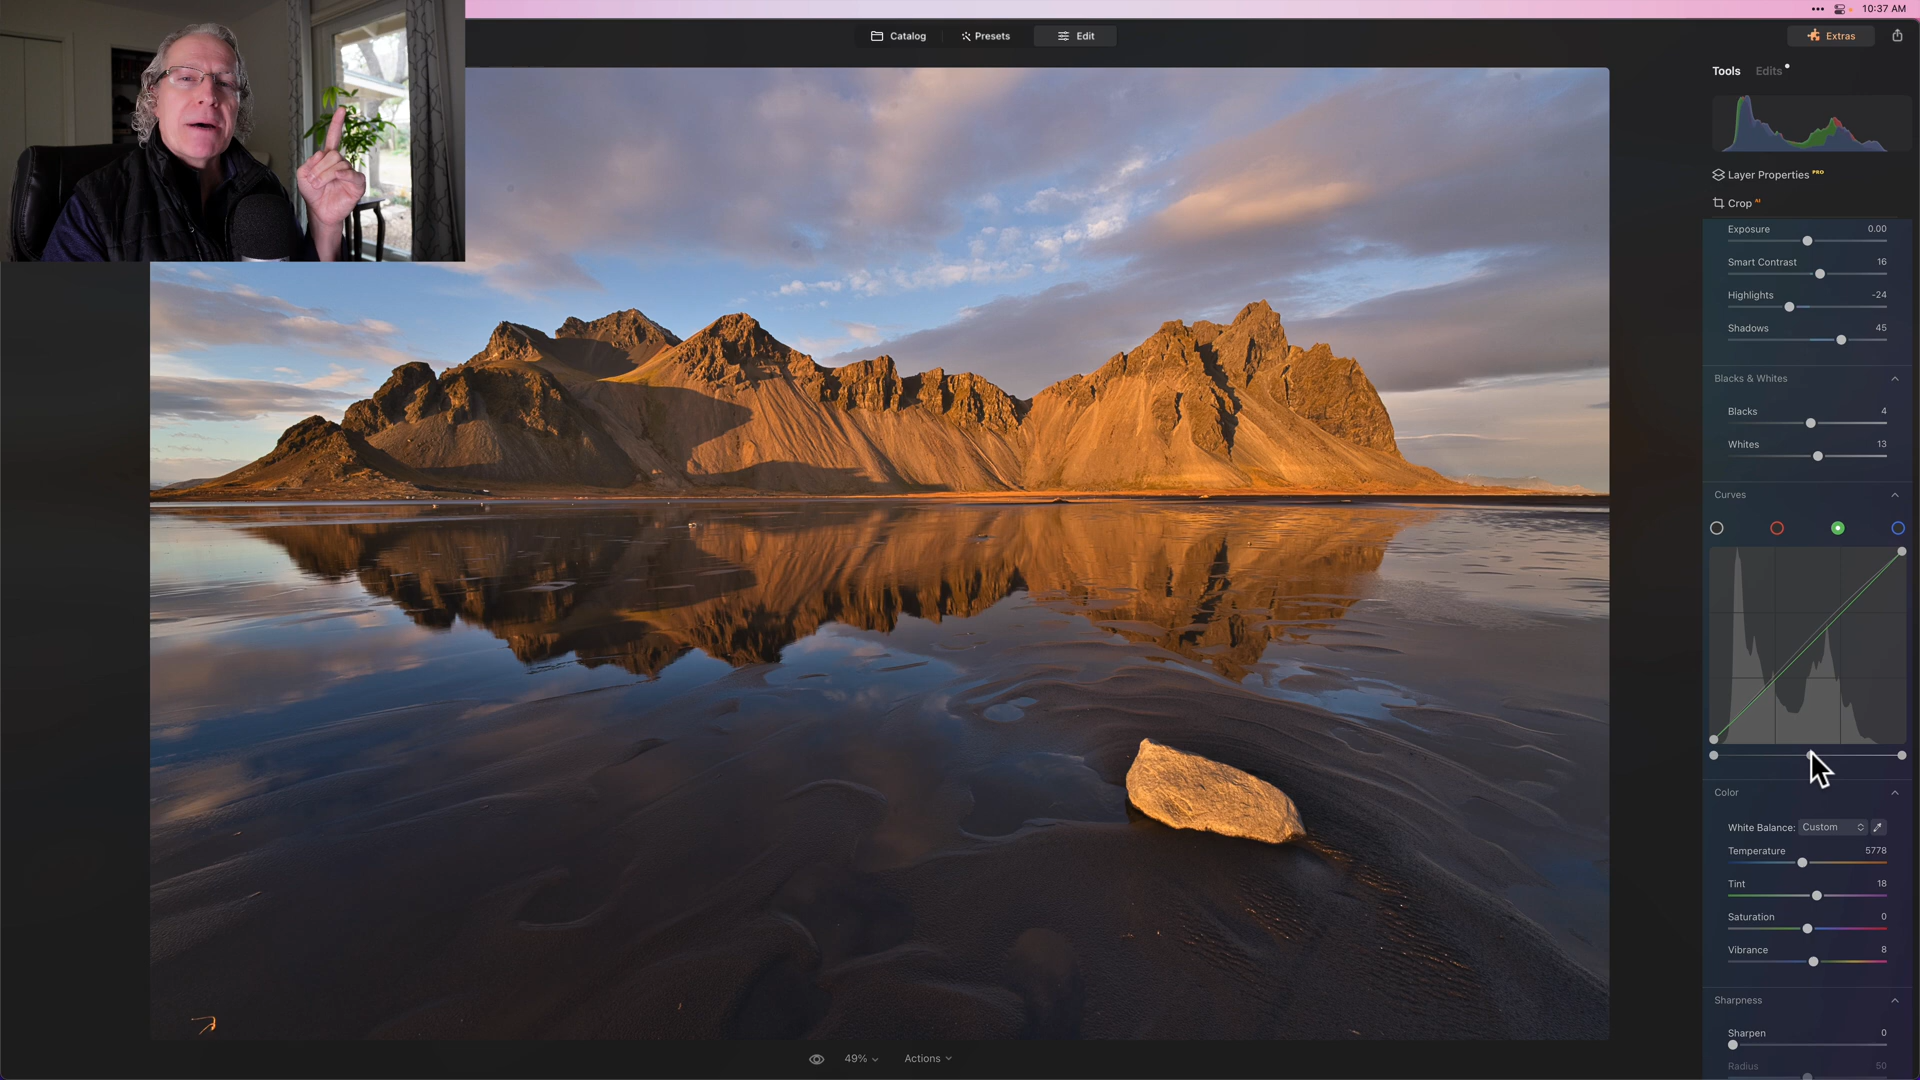 ••• 10:37 AM
Catalog Presets Edit Extras
Tools Edits
Layer Properties PRO
Crop AI
Exposure 0.00
Smart Contrast 16
Highlights -24
Shadows 45
Blacks & Whites
Blacks 4
Whites 13
Curves
Color
White Balance: Custom
Temperature 5778
Tint 18
Saturation 0
Vibrance 8
Sharpness
Sharpen 0
Radius 50
49% Actions